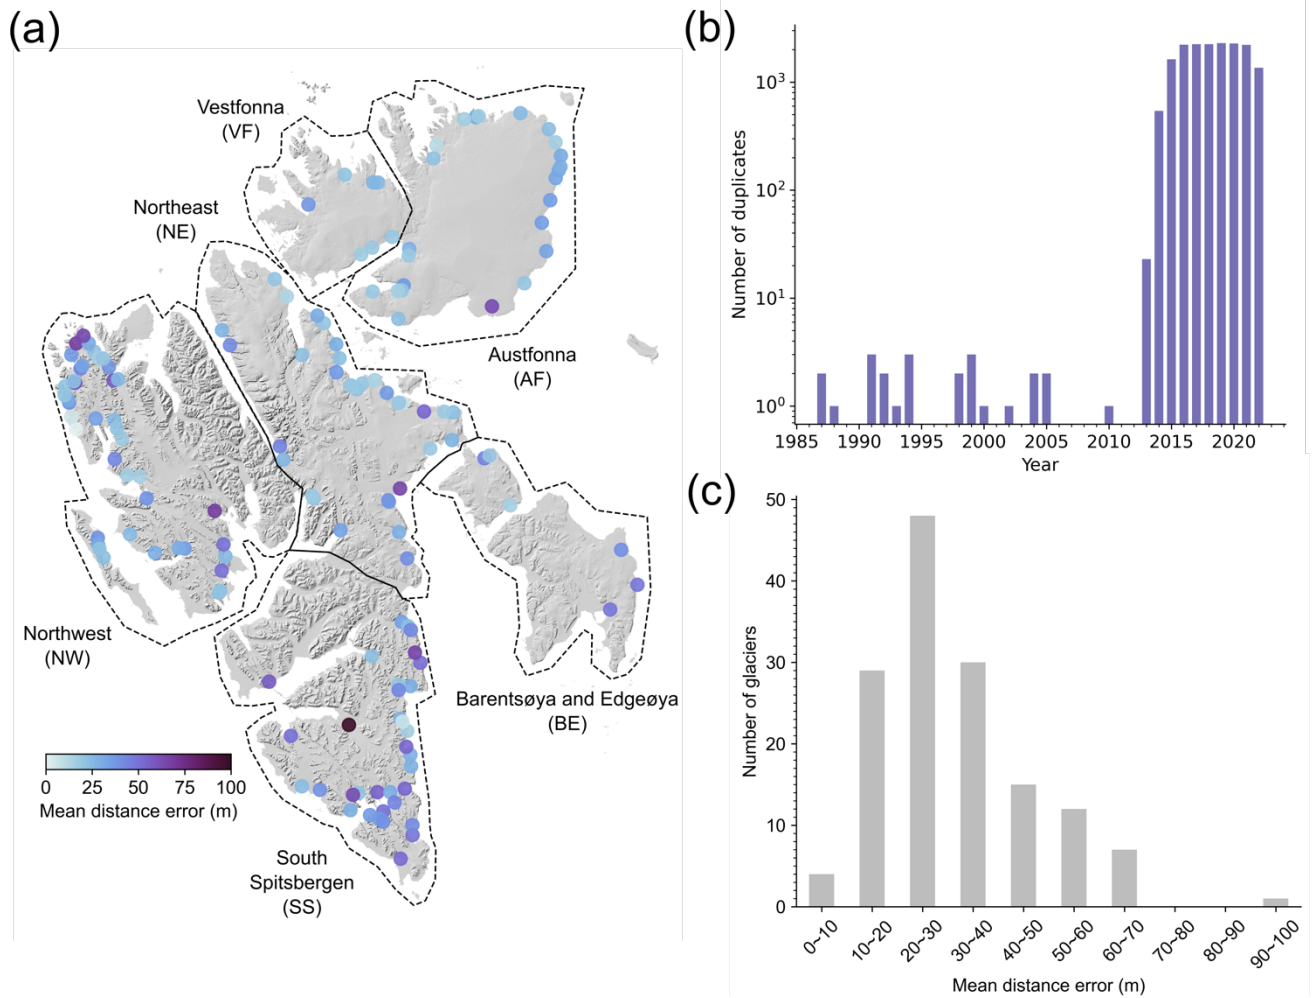 (a)
Vestfonna
(VF)
Northeast
(NE)
Austfonna
(AF)
Northwest
(NW)
Barentsøya and Edgeøya
(BE)
South
Spitsbergen
(SS)
0 25 50 75 100
Mean distance error (m)
(b)
Number of duplicates
10³
10²
10¹
10⁰
1985 1990 1995 2000 2005 2010 2015 2020
Year
(c)
Number of glaciers
50
40
30
20
10
0
0~10 10~20 20~30 30~40 40~50 50~60 60~70 70~80 80~90 90~100
Mean distance error (m)